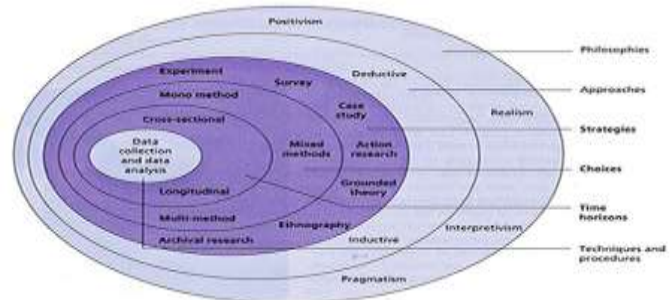 Positivism
Philosophies
Experiment
Survey
Deductive
Approaches
Mono method
Case
study
Realism
Cross-sectional
Strategies
Data
collection
and data
analysis
Mixed
methods
Action
research
Choices
Longitudinal
Grounded
theory
Time
horizons
Multi-method
Ethnography
Interpretivism
Archival research
Inductive
Techniques and
procedures
Pragmatism